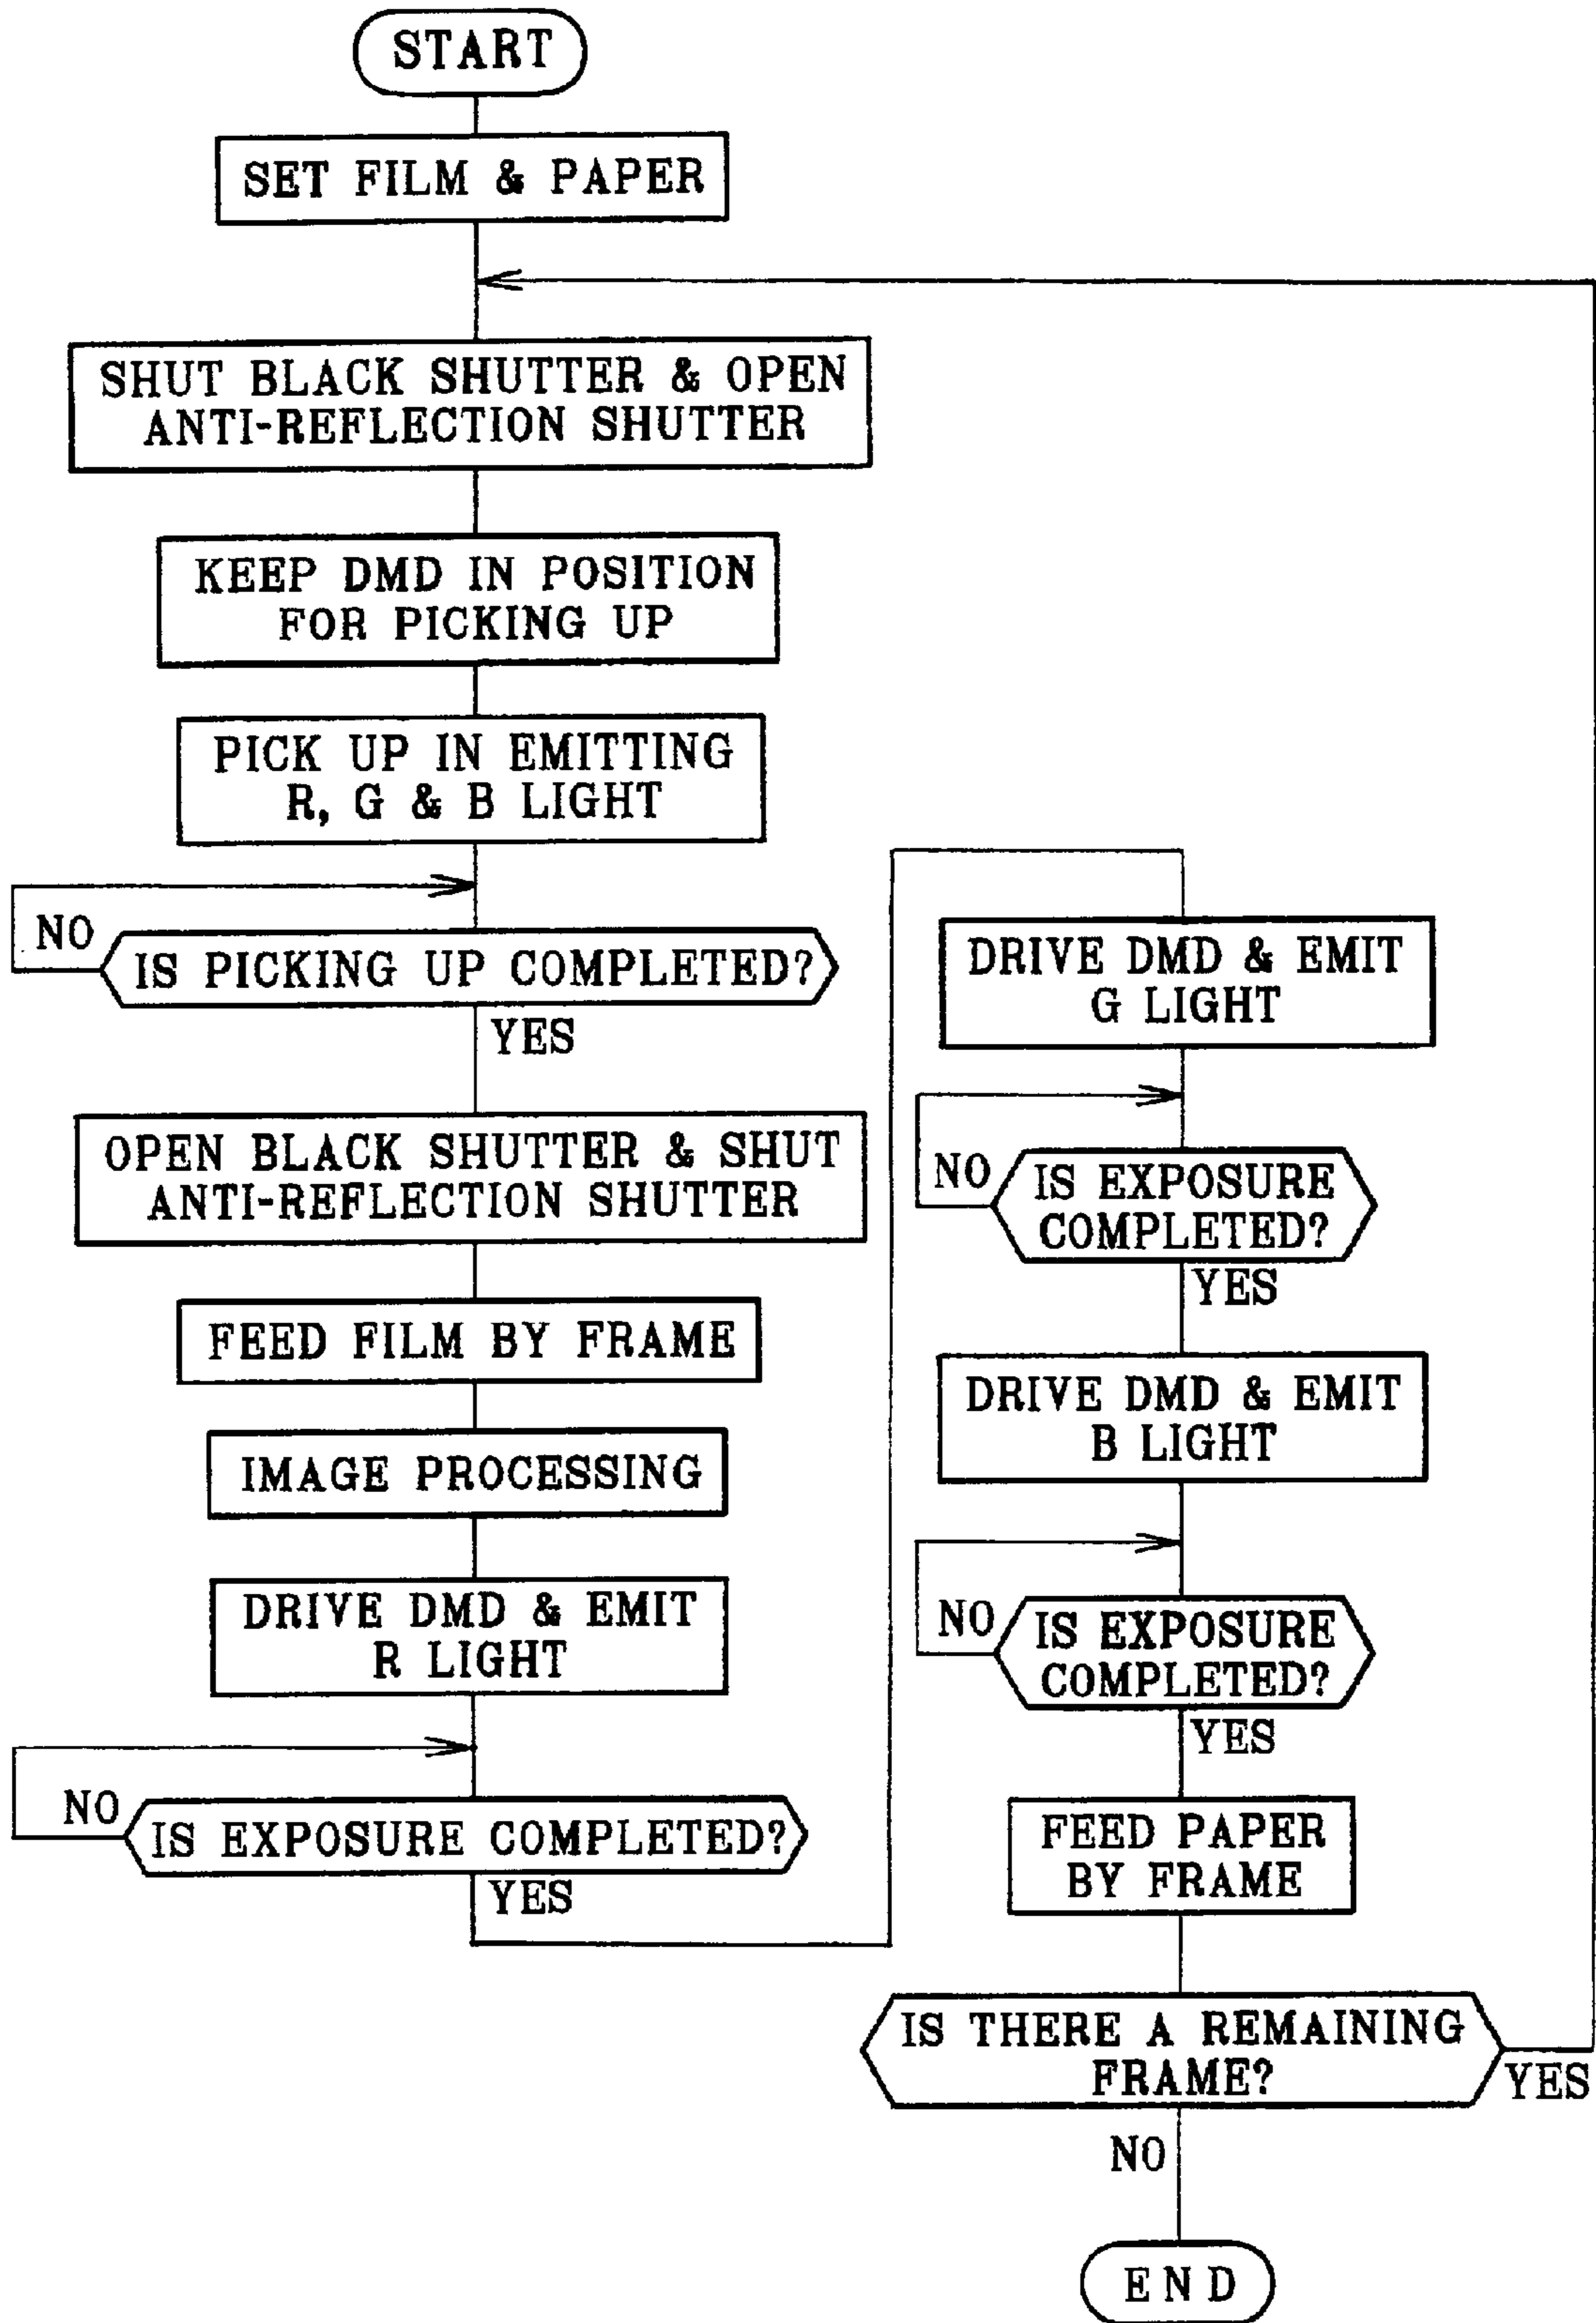 START
SET FILM & PAPER
SHUT BLACK SHUTTER & OPEN
ANTI-REFLECTION SHUTTER
KEEP DMD IN POSITION
FOR PICKING UP
PICK UP IN EMITTING
R, G & B LIGHT
NO
IS PICKING UP COMPLETED?
YES
OPEN BLACK SHUTTER & SHUT
ANTI-REFLECTION SHUTTER
FEED FILM BY FRAME
IMAGE PROCESSING
DRIVE DMD & EMIT
R LIGHT
NO
IS EXPOSURE COMPLETED?
YES
DRIVE DMD & EMIT
G LIGHT
NO
IS EXPOSURE
COMPLETED?
YES
DRIVE DMD & EMIT
B LIGHT
NO
IS EXPOSURE
COMPLETED?
YES
FEED PAPER
BY FRAME
IS THERE A REMAINING
FRAME?
YES
NO
END